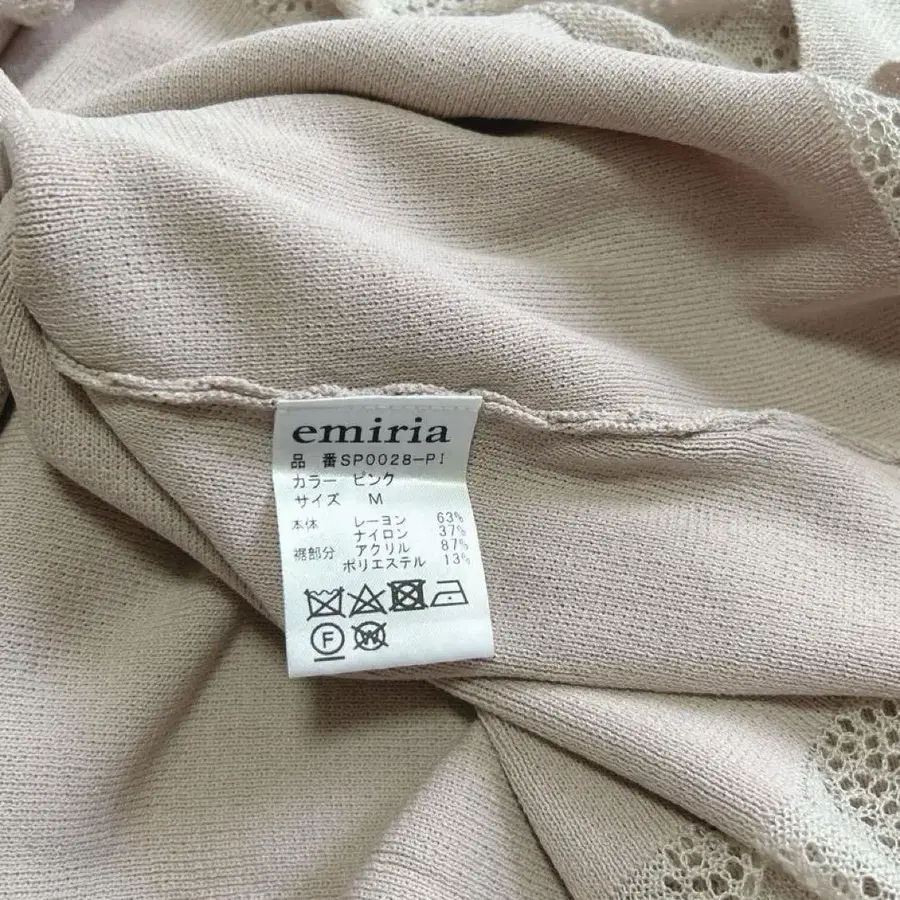 emiria
品 番SP0028-PI
カラー ピンク
サイズ M
本体 レーヨン 63%
ナイロン 37%
裾部分 アクリル 87%
ポリエステル 13%
F W